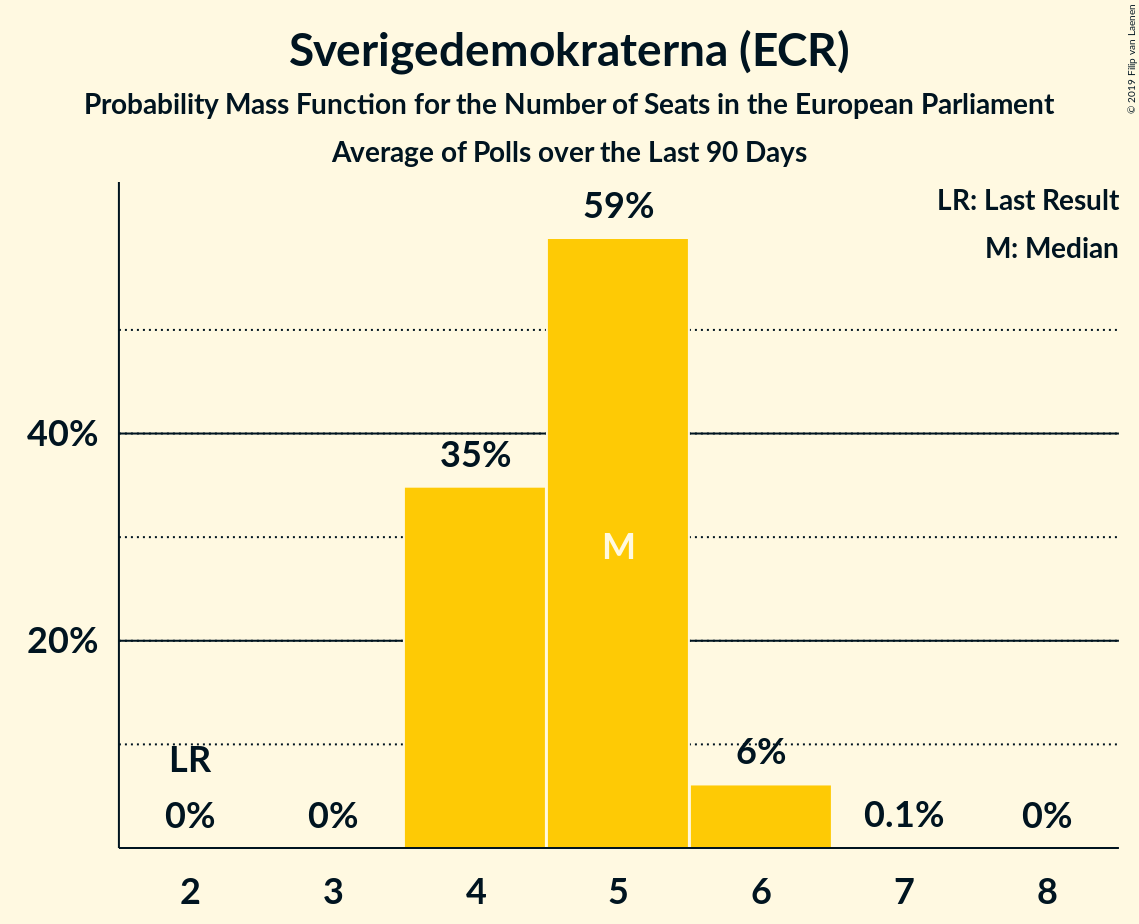 Sverigedemokraterna (ECR)
Probability Mass Function for the Number of Seats in the European Parliament
Average of Polls over the Last 90 Days
© 2019 Filip van Laenen
LR: Last Result
M: Median
59%
40%
35%
M
20%
LR
6%
0%
0%
0.1%
0%
2
3
4
5
6
7
8